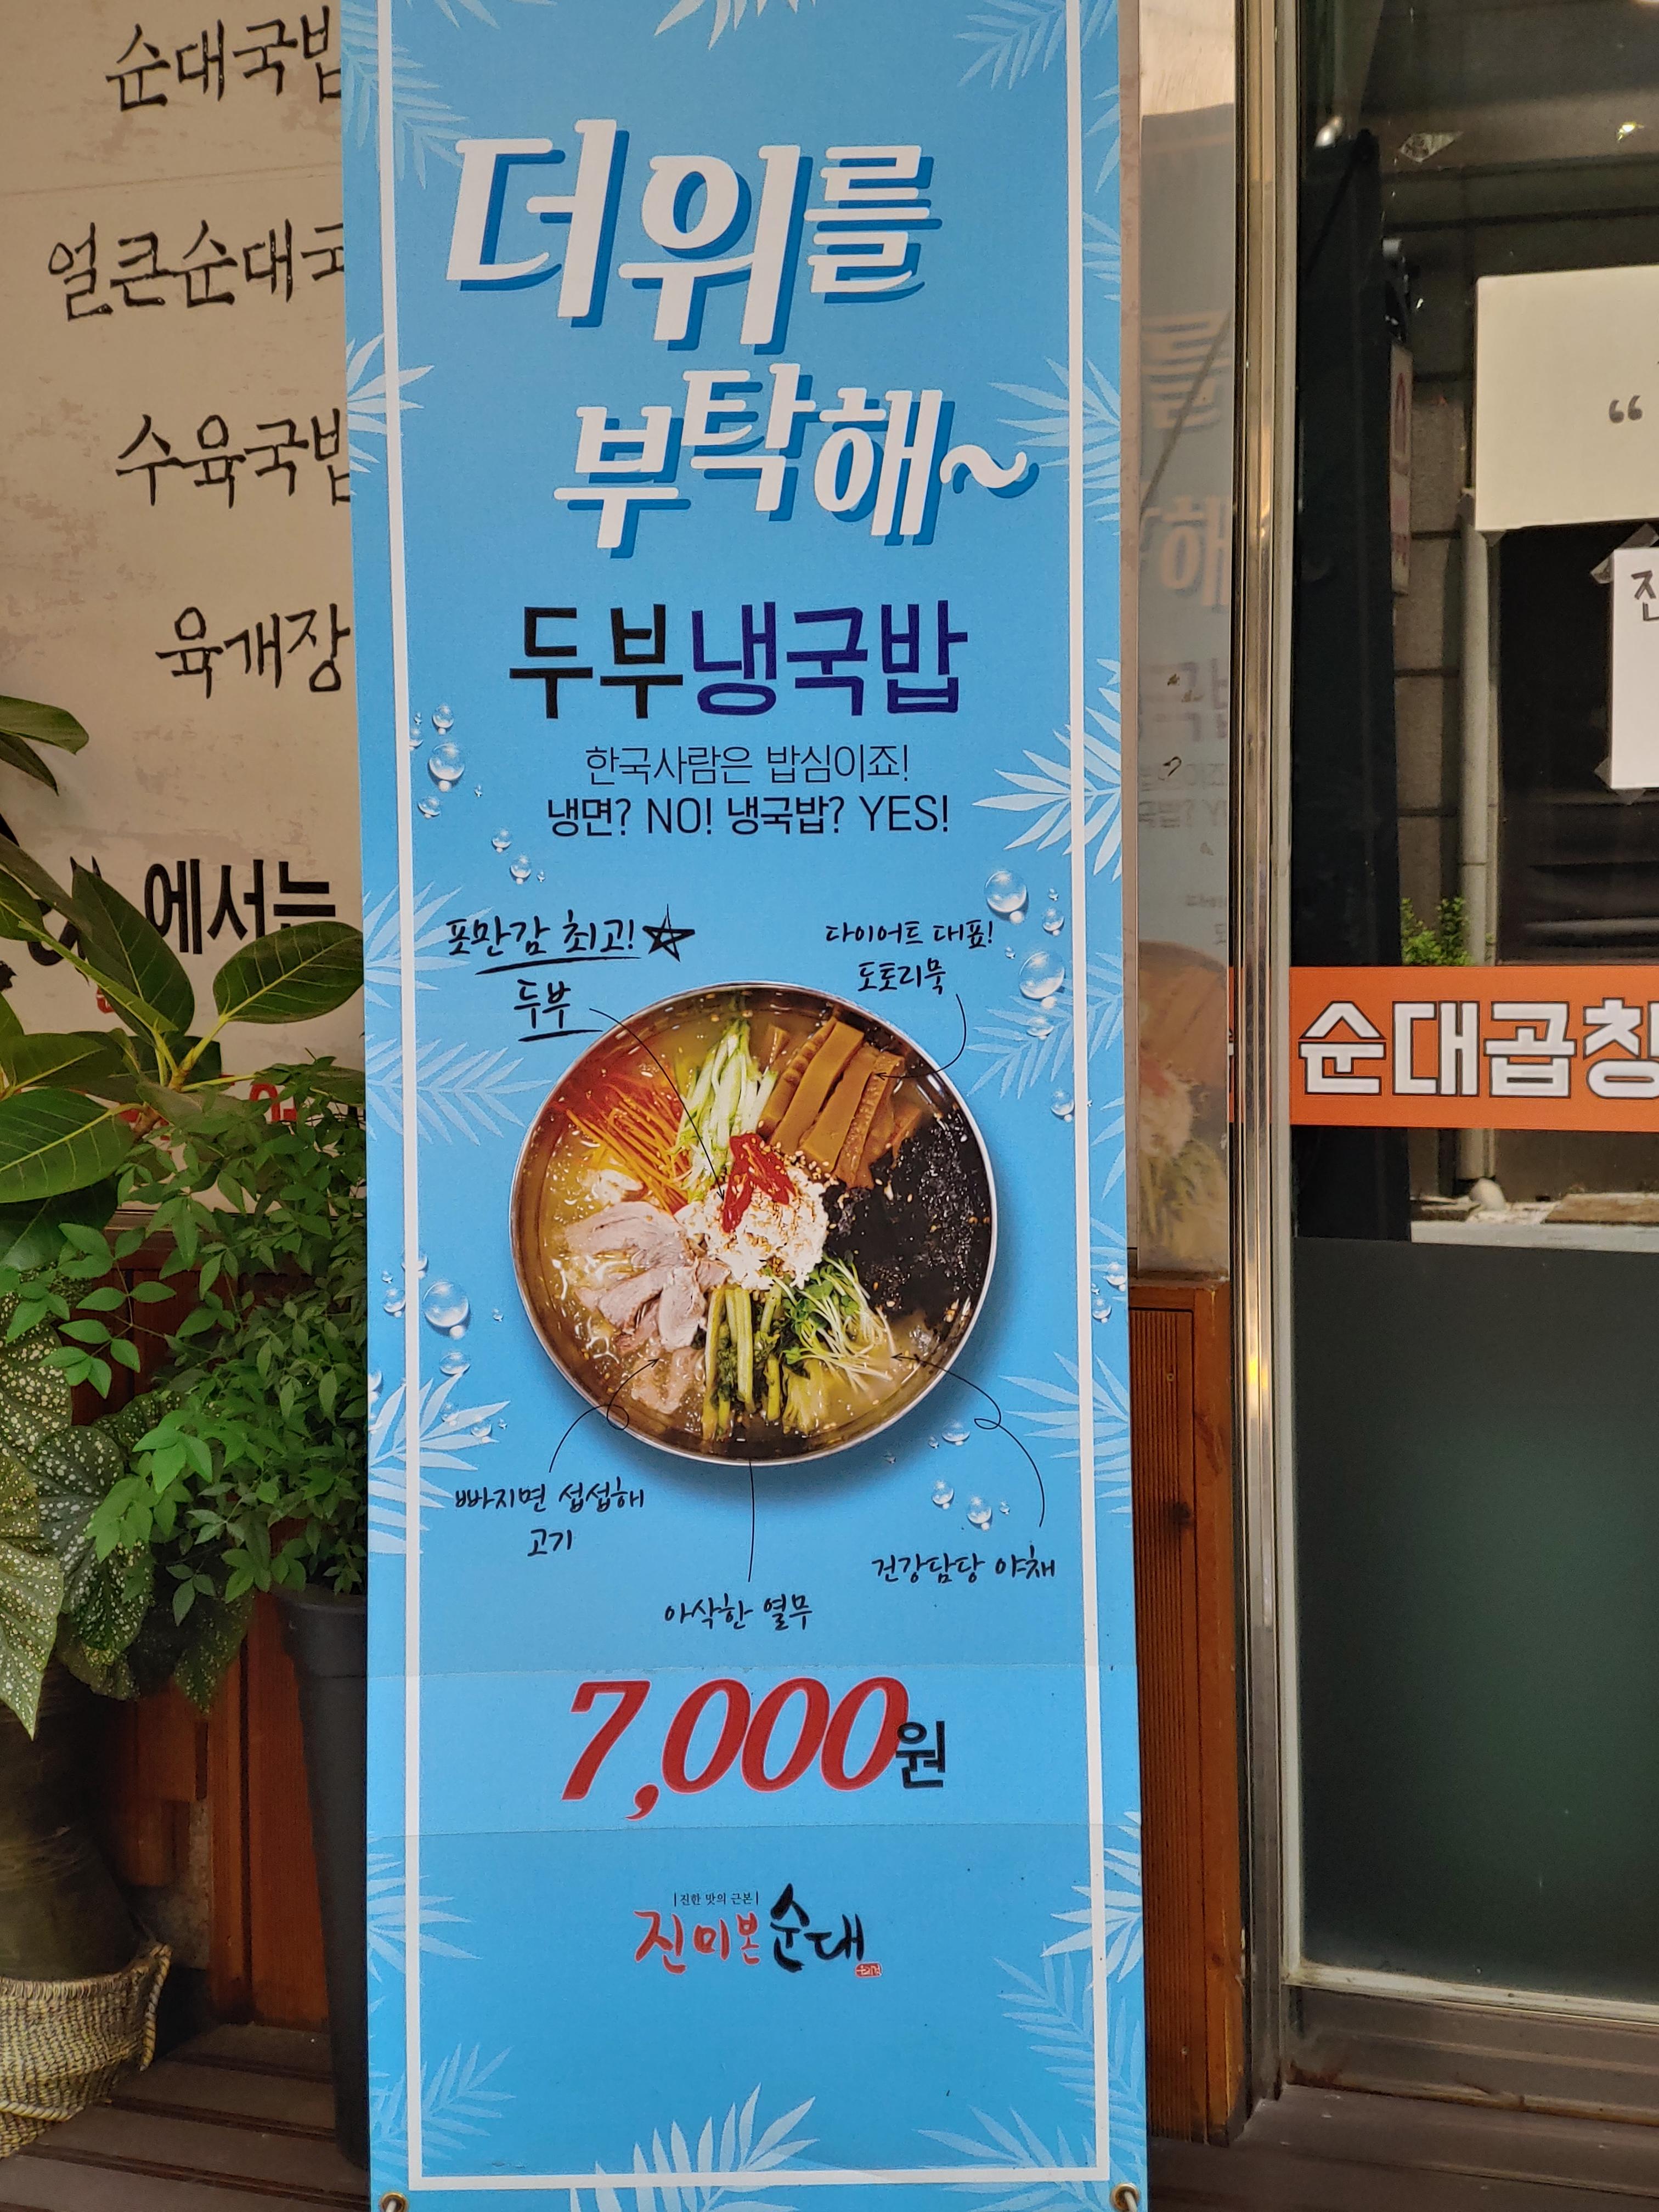 순대국밥
얼큰순대국
수육국밥
육개장
에서는
더위를
부탁해~
두부냉국밥
한국사람은 밥심이죠!
냉면? NO! 냉국밥? YES!
포만감 최고!
두부
다이어트 대표!
도토리묵
빠지면 섭섭해
고기
아삭한 열무
건강담당 야채
7,000원
진한 맛의 근본
진미본순대
순대곱창
“
진